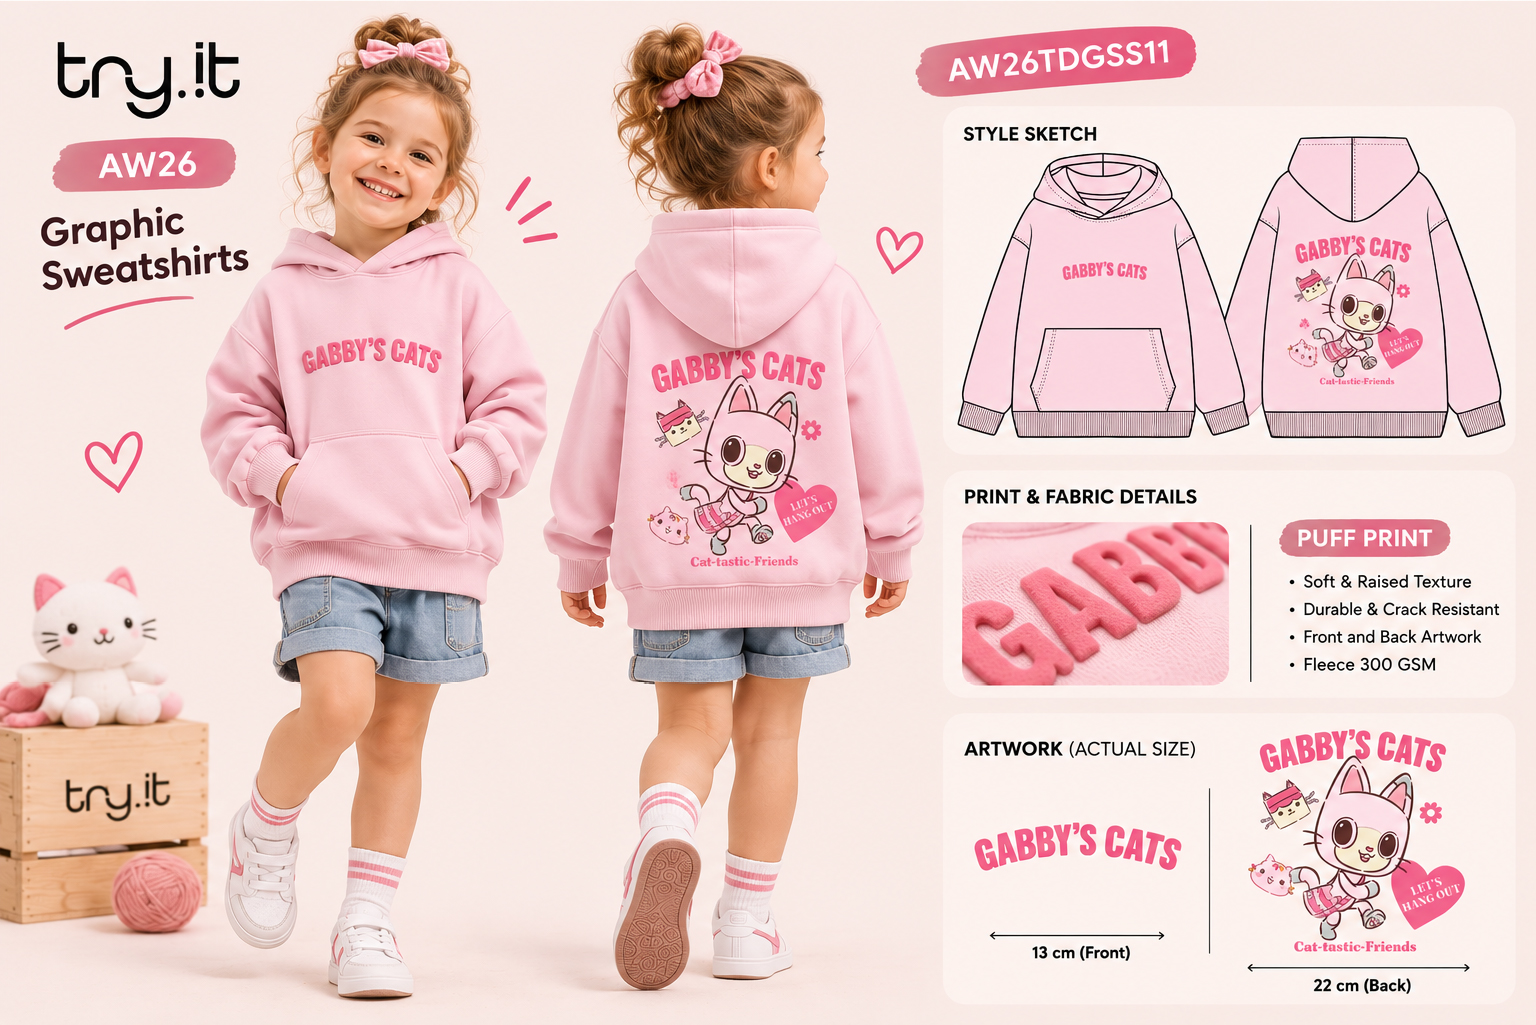 try.it
AW26
Graphic
Sweatshirts
GABBY'S CATS
GABBY'S CATS
LET'S
HANG OUT
Cat-tastic-Friends
try.it
AW26TDGSS11
STYLE SKETCH
GABBY'S CATS
GABBY'S CATS
LET'S
HANG OUT
Cat-tastic-Friends
PRINT & FABRIC DETAILS
GABB
PUFF PRINT
• Soft & Raised Texture
• Durable & Crack Resistant
• Front and Back Artwork
• Fleece 300 GSM
ARTWORK (ACTUAL SIZE)
GABBY'S CATS
13 cm (Front)
GABBY'S CATS
LET'S
HANG OUT
Cat-tastic-Friends
22 cm (Back)